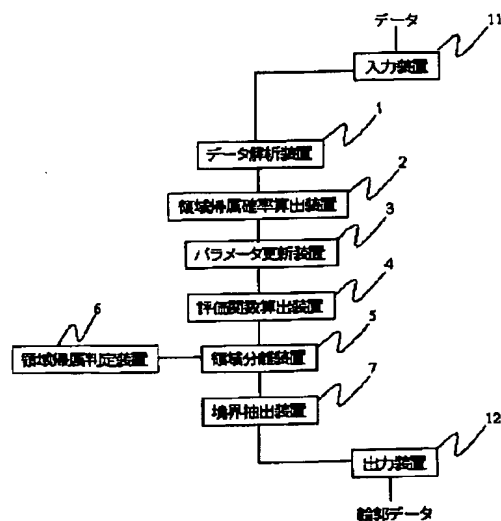 データ
11
入力装置
1
データ解析装置
2
領域帰属確率算出装置
3
パラメータ更新装置
4
評価関数算出装置
6
5
領域帰属判定装置
領域分離装置
7
境界抽出装置
12
出力装置
輪郭データ